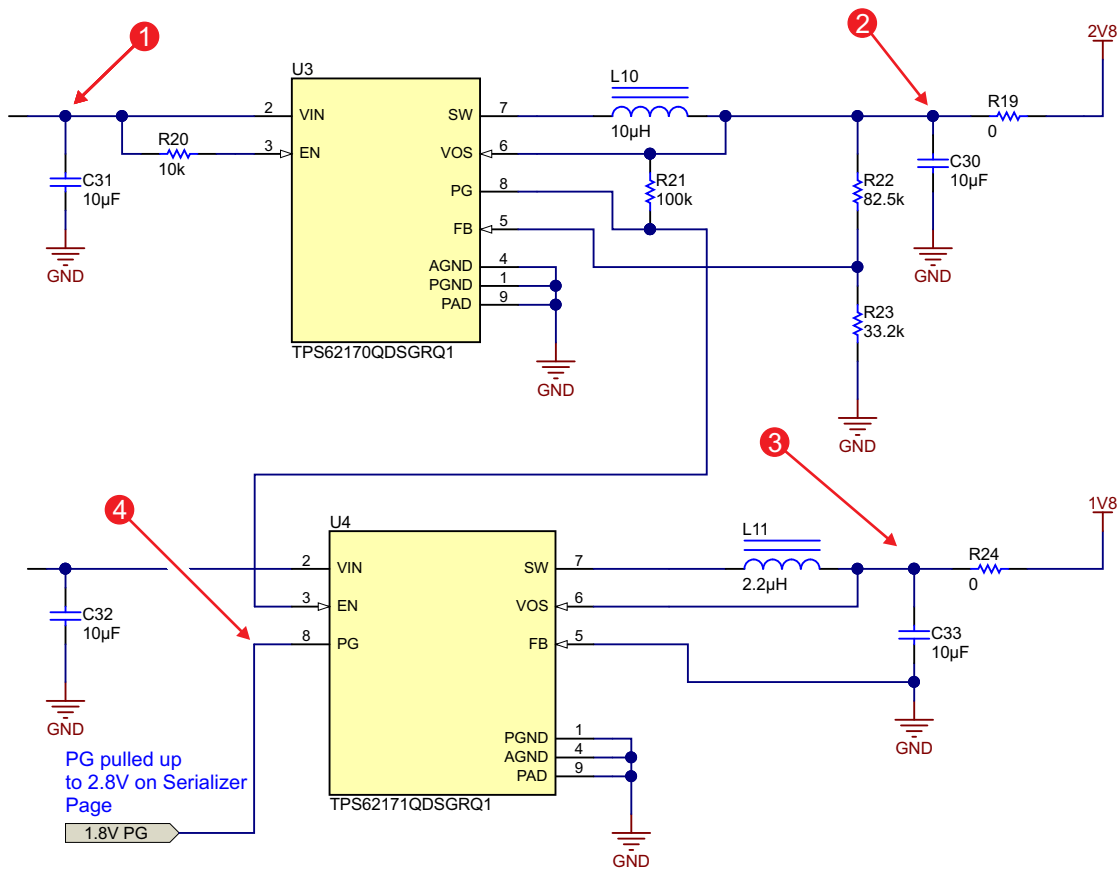 1
2
2V8
U3
L10
R19
2
VIN
SW
7
10µH
0
R20
3
EN
VOS
6
C30
10k
C31
R21
10µF
10µF
PG
8
100k
R22
82.5k
FB
5
GND
AGND
4
GND
PGND
1
PAD
9
R23
33.2k
TPS62170QDSGRQ1
GND
GND
3
4
1V8
U4
L11
R24
2
VIN
SW
7
2.2µH
0
3
EN
VOS
6
C32
10µF
C33
8
PG
FB
5
10µF
GND
GND
PGND
1
PG pulled up
AGND
4
to 2.8V on Serializer
PAD
9
Page
TPS62171QDSGRQ1
1.8V PG
GND